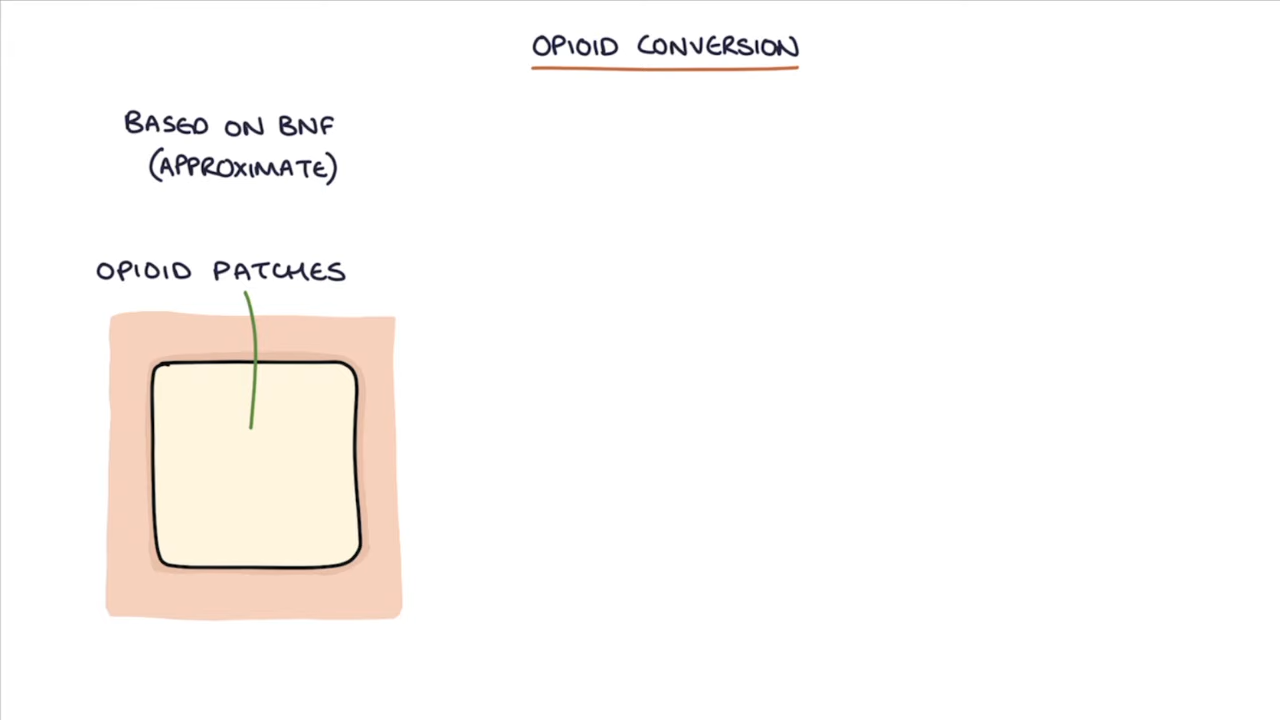 OPIOID CONVERSION
BASED ON BNF
(APPROXIMATE)
OPIOID PATCHES